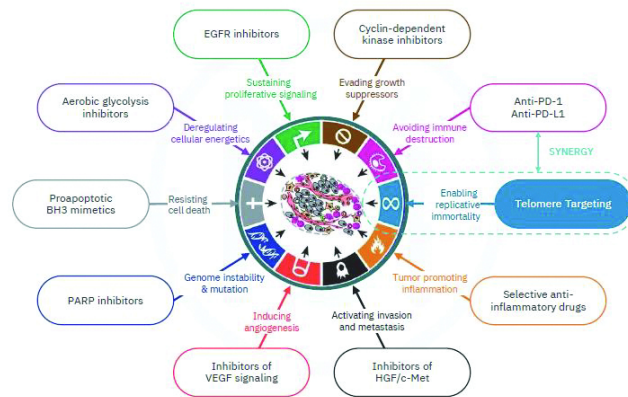 EGFR inhibitors
Cyclin-dependent
kinase inhibitors
Sustaining
proliferative signaling
Evading growth
suppressors
Aerobic glycolysis
inhibitors
Deregulating
cellular energetics
Avoiding immune
destruction
Anti-PD-1
Anti-PD-L1
SYNERGY
Proapoptotic
BH3 mimetics
Resisting
cell death
Enabling
replicative
immortality
Telomere Targeting
PARP inhibitors
Genome instability
& mutation
Tumor promoting
inflammation
Selective anti-
inflammatory drugs
Inducing
angiogenesis
Activating invasion
and metastasis
Inhibitors of
VEGF signaling
Inhibitors of
HGF/c-Met